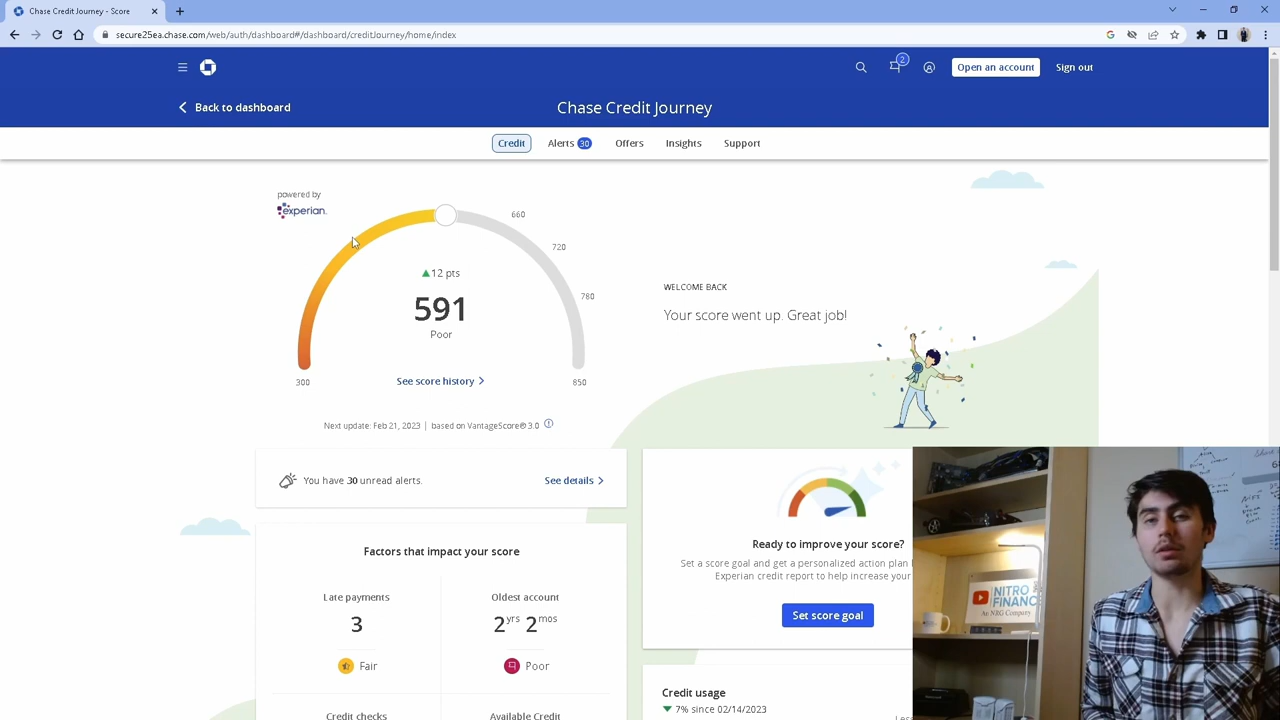 Chase Credit Journey - Score
secure25ea.chase.com/web/auth/dashboard#/dashboard/creditJourney/home/index
2
Open an account
Sign out
Back to dashboard
Chase Credit Journey
Credit
Alerts 30
Offers
Insights
Support
powered by
experian.
660
720
780
12 pts
591
Poor
300
850
See score history
Next update: Feb 21, 2023 | based on VantageScore® 3.0
WELCOME BACK
Your score went up. Great job!
You have 30 unread alerts.
See details
Factors that impact your score
Late payments
3
Fair
Oldest account
2 yrs 2 mos
Poor
Credit checks
Available Credit
Ready to improve your score?
Set a score goal and get a personalized action plan
Experian credit report to help increase your
Set score goal
Credit usage
7% since 02/14/2023
NITRO
FINANCE
An NRG Company